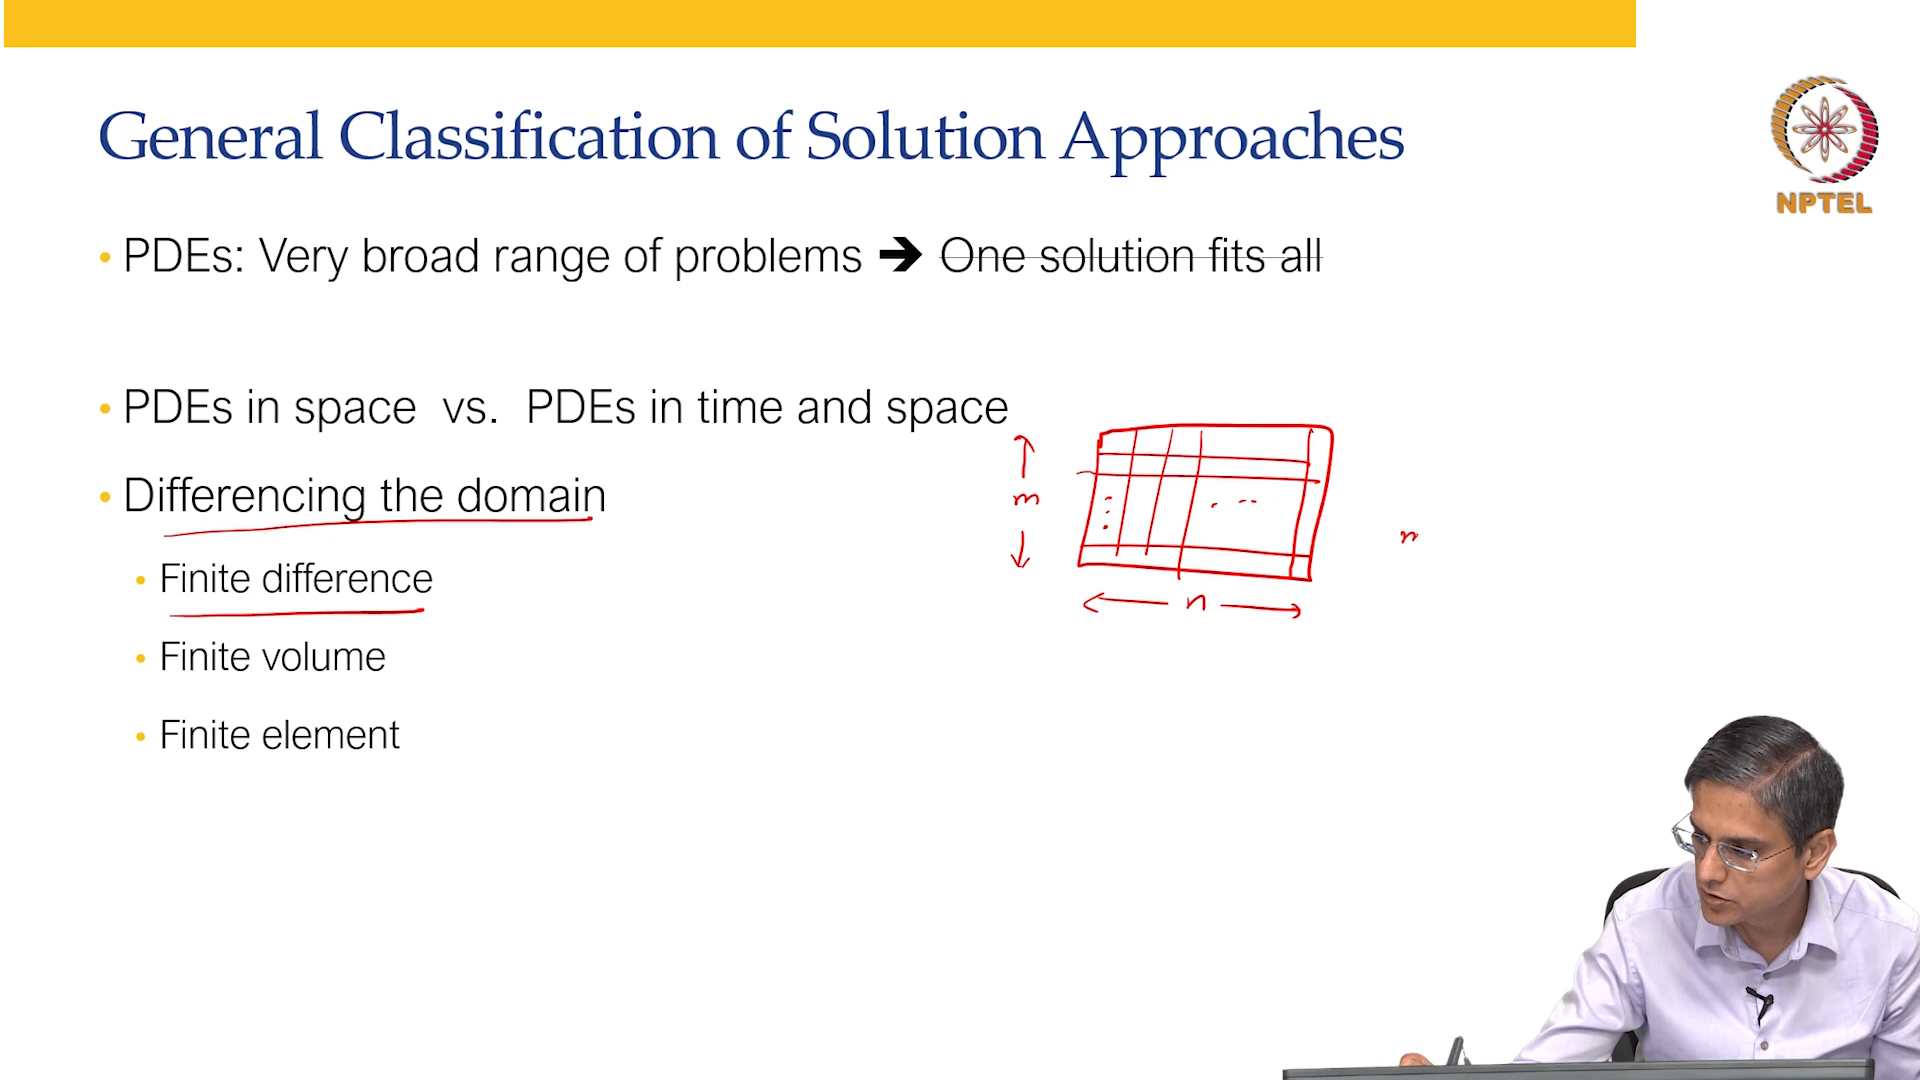 General Classification of Solution Approaches
NPTEL
• PDEs: Very broad range of problems ➔ One solution fits all
• PDEs in space vs. PDEs in time and space
• Differencing the domain
m
n
• Finite difference
n
• Finite volume
• Finite element